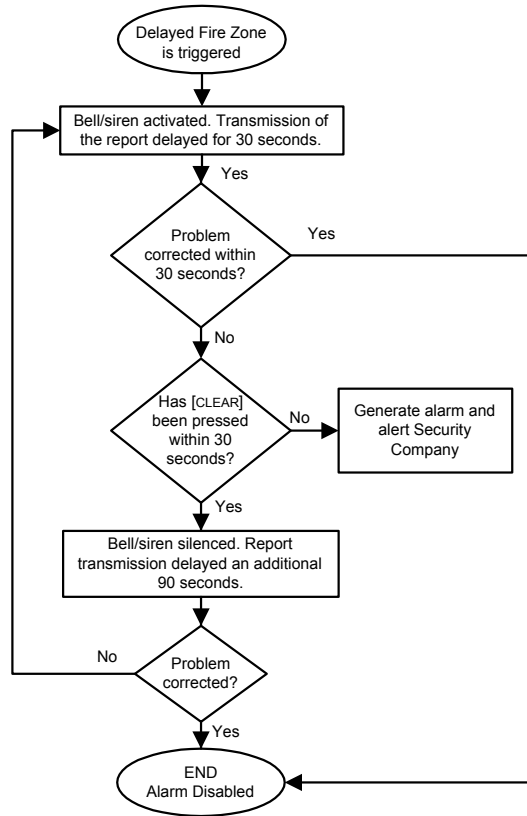 Delayed Fire Zone
is triggered
Bell/siren activated. Transmission of
the report delayed for 30 seconds.
Yes
Problem
corrected within
30 seconds?
Yes
No
Has [CLEAR]
been pressed
within 30
seconds?
No
Generate alarm and
alert Security
Company
Yes
Bell/siren silenced. Report
transmission delayed an additional
90 seconds.
No
Problem
corrected?
Yes
END
Alarm Disabled